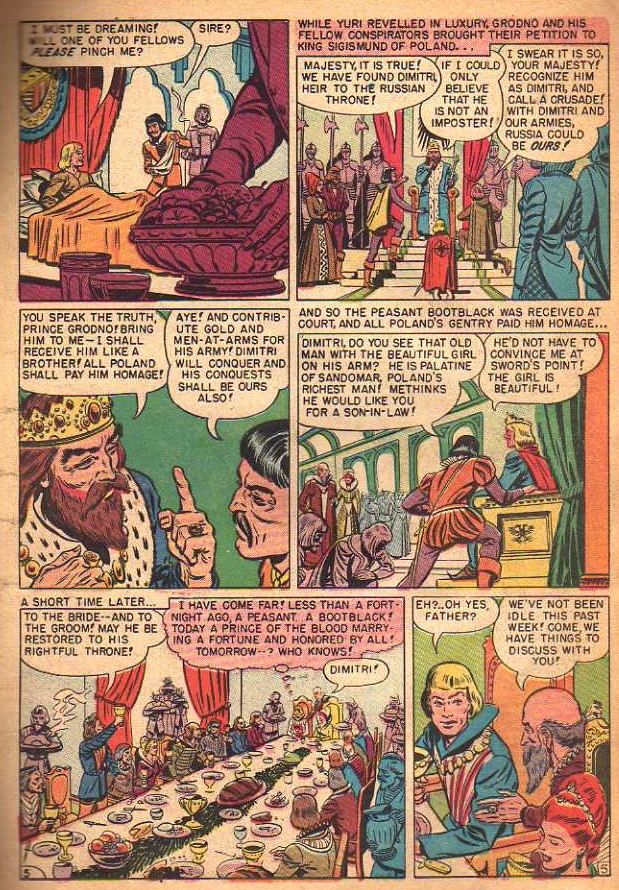 I MUST BE DREAMING!
WILL ONE OF YOU FELLOWS
PLEASE PINCH ME?
SIRE?
WHILE YURI REVELLED IN LUXURY, GRODNO AND HIS
FELLOW CONSPIRATORS BROUGHT THEIR PETITION TO
KING SIGISMUND OF POLAND...
MAJESTY, IT IS TRUE!
WE HAVE FOUND DIMITRI,
HEIR TO THE RUSSIAN
THRONE!
IF I COULD
ONLY
BELIEVE
THAT HE
IS NOT AN
IMPOSTER!
I SWEAR IT IS SO,
YOUR MAJESTY!
RECOGNIZE HIM
AS DIMITRI, AND
CALL A CRUSADE!
WITH DIMITRI AND
OUR ARMIES,
RUSSIA COULD
BE OURS!
YOU SPEAK THE TRUTH,
PRINCE GRODNO! BRING
HIM TO ME—I SHALL
RECEIVE HIM LIKE A
BROTHER! ALL POLAND
SHALL PAY HIM HOMAGE!
AYE! AND CONTRIB-
UTE GOLD AND
MEN-AT-ARMS FOR
HIS ARMY! DIMITRI
WILL CONQUER AND HIS
CONQUESTS
SHALL BE OURS
ALSO!
AND SO THE PEASANT BOOTBLACK WAS RECEIVED AT
COURT, AND ALL POLAND'S GENTRY PAID HIM HOMAGE...
DIMITRI, DO YOU SEE THAT OLD
MAN WITH THE BEAUTIFUL GIRL
ON HIS ARM? HE IS PALATINE
OF SANDOMAR, POLAND'S
RICHEST MAN! METHINKS
HE WOULD LIKE YOU
FOR A SON-IN-LAW!
HE'D NOT HAVE TO
CONVINCE ME AT
SWORD'S POINT!
THE GIRL IS
BEAUTIFUL!
A SHORT TIME LATER...
TO THE BRIDE--AND TO
THE GROOM! MAY HE BE
RESTORED TO HIS
RIGHTFUL THRONE!
I HAVE COME FAR! LESS THAN A FORT-
NIGHT AGO, A PEASANT. A BOOTBLACK!
TODAY A PRINCE OF THE BLOOD MARRY-
ING A FORTUNE AND HONORED BY ALL!
TOMORROW--? WHO KNOWS!
DIMITRI!
EH?..OH YES,
FATHER?
WE'VE NOT BEEN
IDLE THIS PAST
WEEK! COME, WE
HAVE THINGS TO
DISCUSS WITH
YOU!
5
5